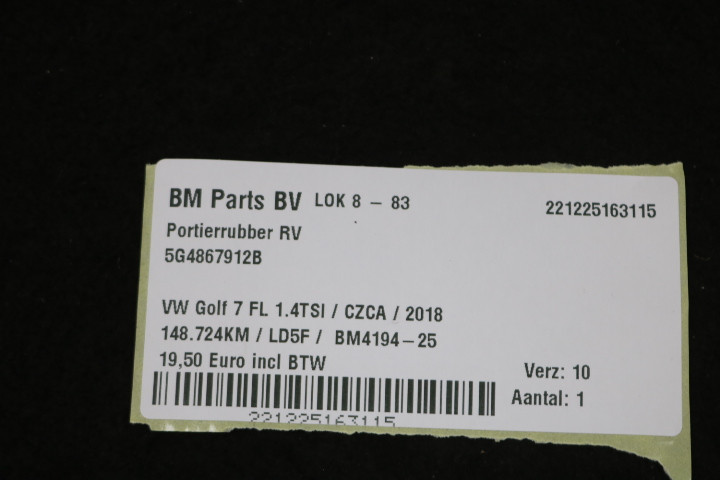 BM Parts BV LOK 8 - 83 221225163115
Portierrubber RV
5G4867912B
VW Golf 7 FL 1.4TSI / CZCA / 2018
148.724KM / LD5F / BM4194-25
19,50 Euro incl BTW
Verz: 10
Aantal: 1
221225163115